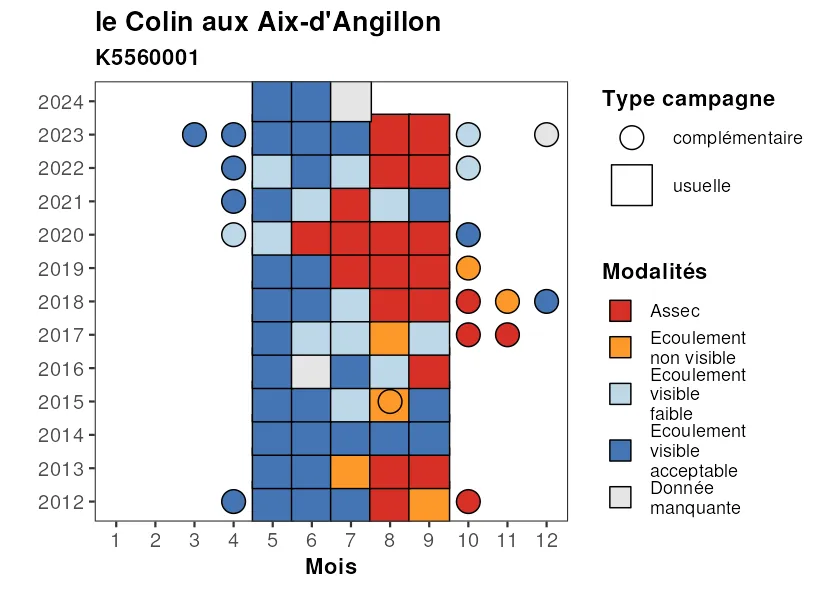 le Colin aux Aix-d'Angillon
K5560001
2024
2023
2022
2021
2020
2019
2018
2017
2016
2015
2014
2013
2012
1 2 3 4 5 6 7 8 9 10 11 12
Mois
Type campagne
complémentaire
usuelle
Modalités
Assec
Ecoulement
non visible
Ecoulement
visible
faible
Ecoulement
visible
acceptable
Donnée
manquante